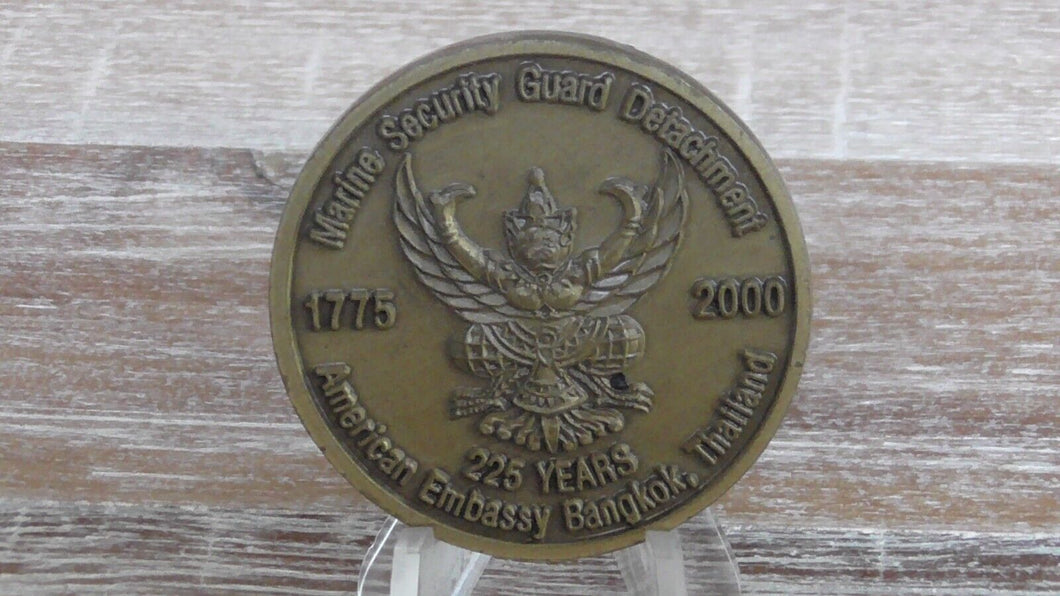 Marine Security Guard Detachment
1775
2000
225 YEARS
American Embassy Bangkok, Thailand